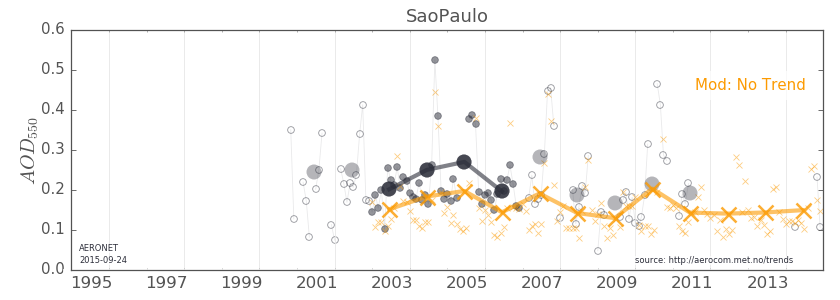 SaoPaulo
0.6
0.5
0.4
0.3
0.2
0.1
0.0
AOD550
Mod: No Trend
AERONET
2015-09-24
source: http://aerocom.met.no/trends
1995 1997 1999 2001 2003 2005 2007 2009 2011 2013